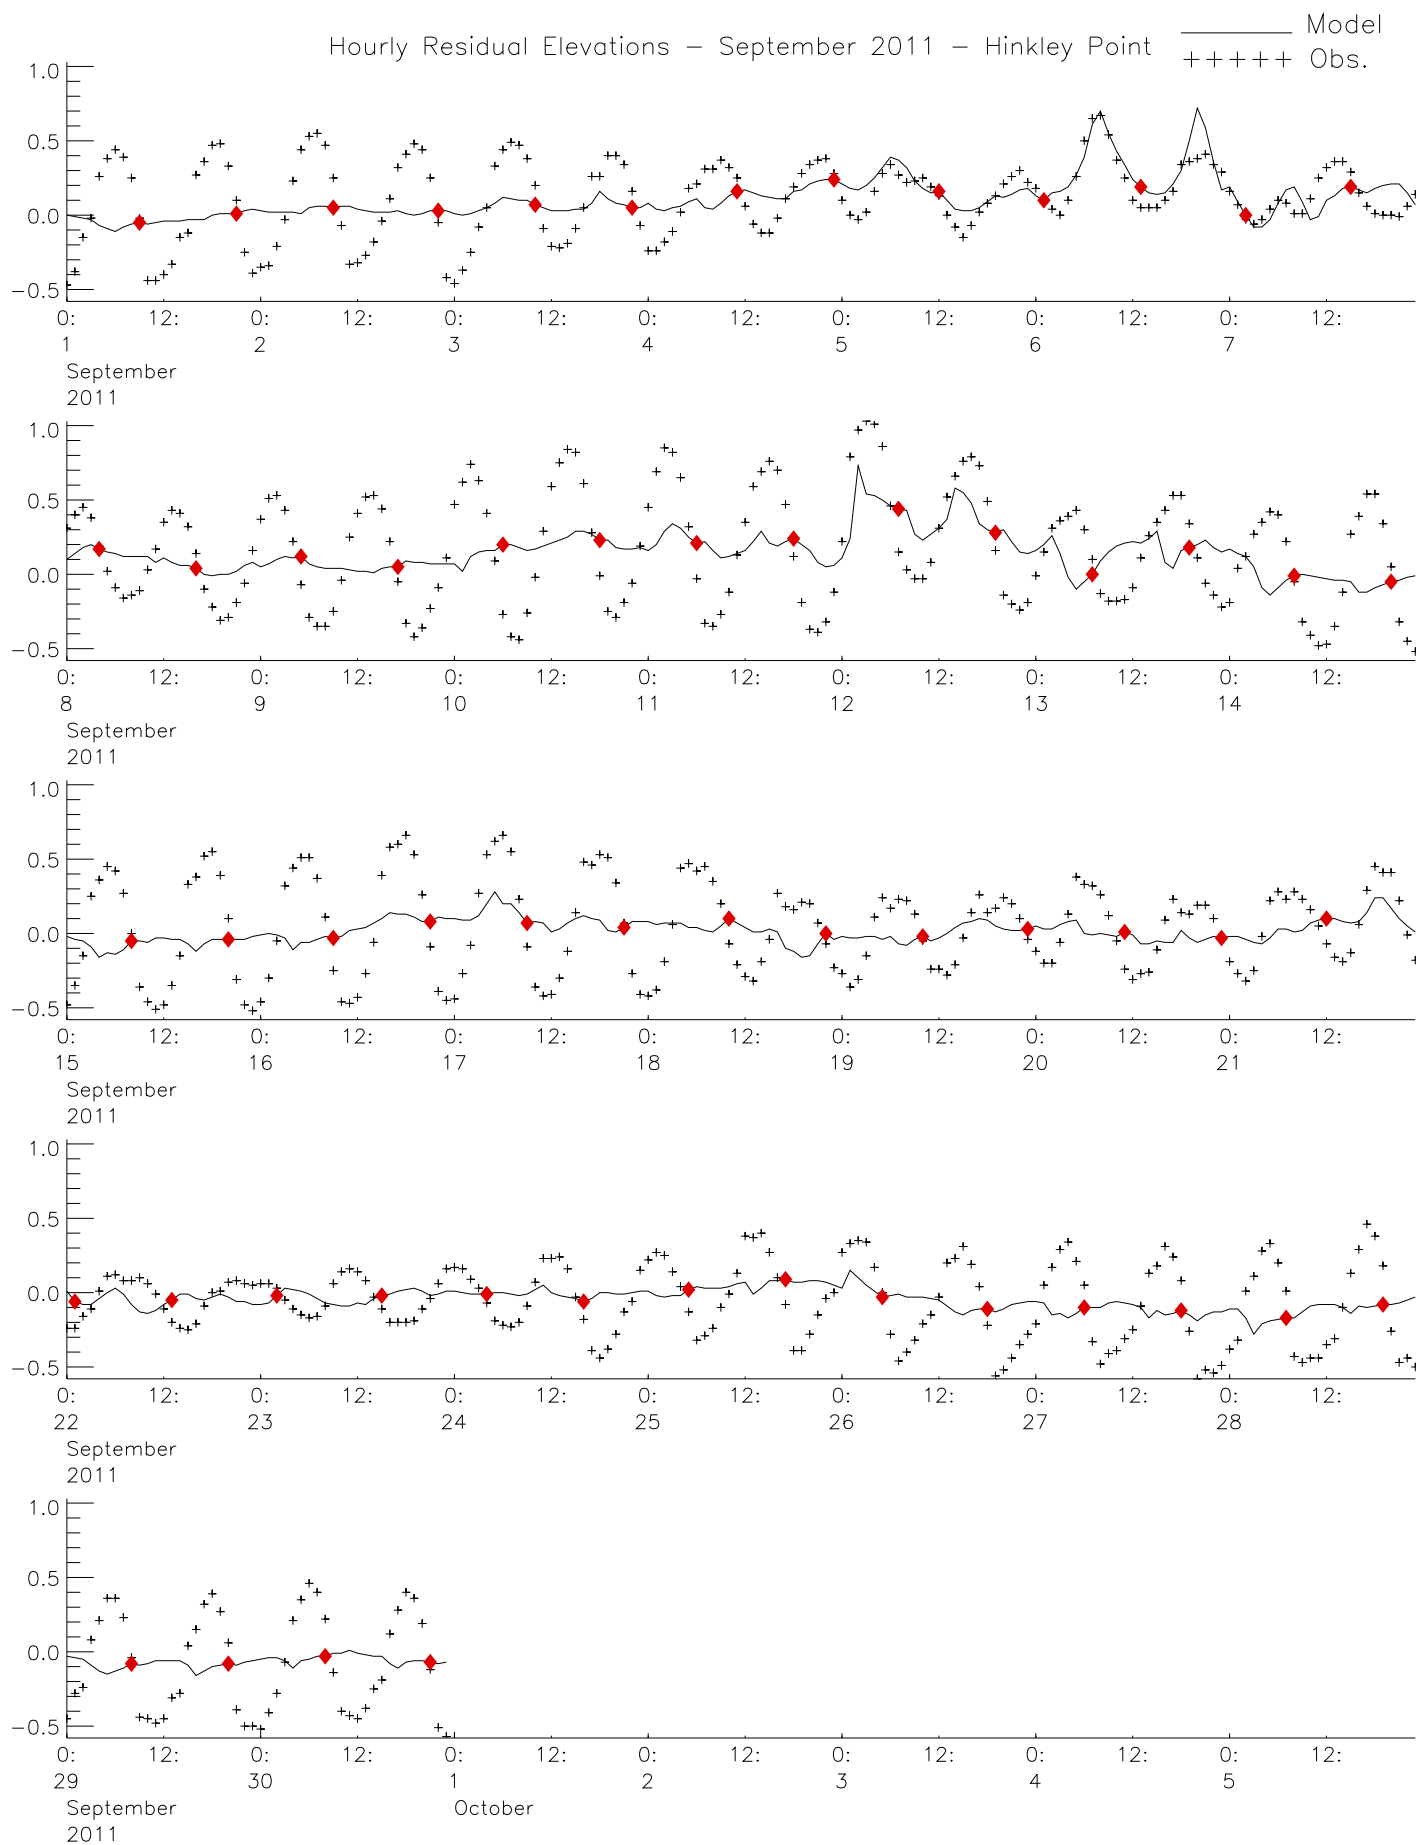 Hourly Residual Elevations – September 2011 – Hinkley Point
Model
+++++ Obs.
1.0
0.5
0.0
−0.5
0: 12: 0: 12: 0: 12: 0: 12: 0: 12: 0: 12: 0: 12:
1 2 3 4 5 6 7
September
2011
1.0
0.5
0.0
−0.5
0: 12: 0: 12: 0: 12: 0: 12: 0: 12: 0: 12: 0: 12:
8 9 10 11 12 13 14
September
2011
1.0
0.5
0.0
−0.5
0: 12: 0: 12: 0: 12: 0: 12: 0: 12: 0: 12: 0: 12:
15 16 17 18 19 20 21
September
2011
1.0
0.5
0.0
−0.5
0: 12: 0: 12: 0: 12: 0: 12: 0: 12: 0: 12: 0: 12:
22 23 24 25 26 27 28
September
2011
1.0
0.5
0.0
−0.5
0: 12: 0: 12: 0: 12: 0: 12: 0: 12: 0: 12: 0: 12:
29 30 1 2 3 4 5
September October
2011